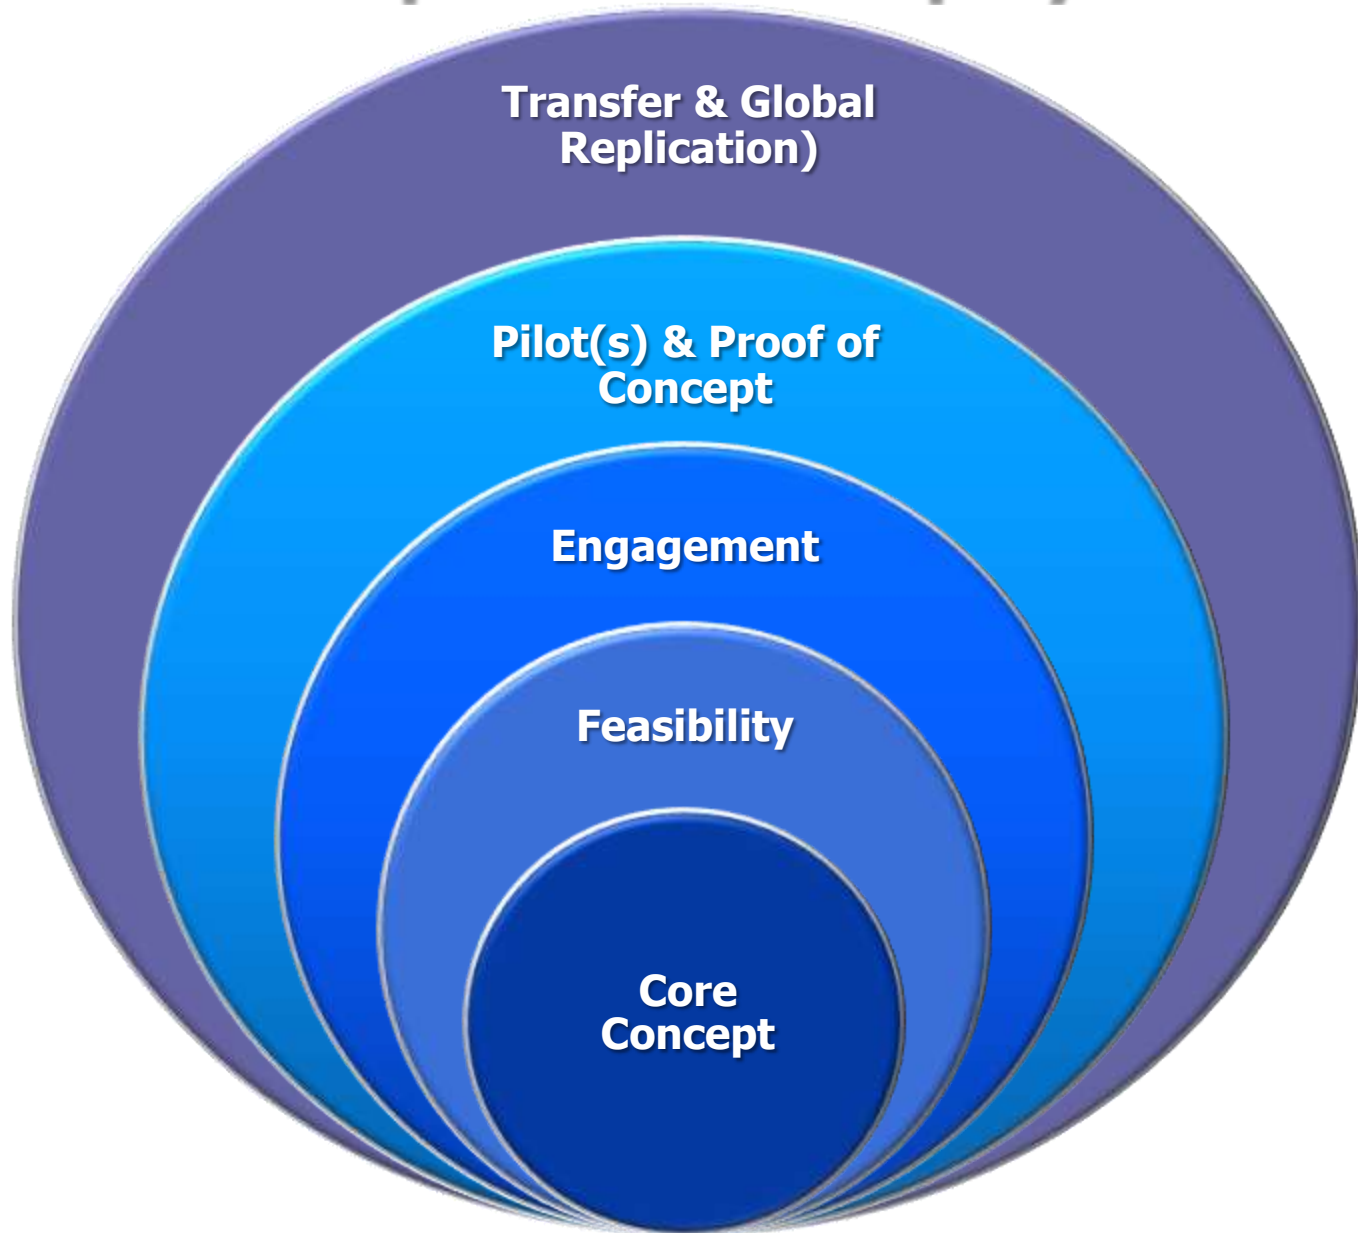 Transfer & Global
Replication)
Pilot(s) & Proof of
Concept
Engagement
Feasibility
Core
Concept